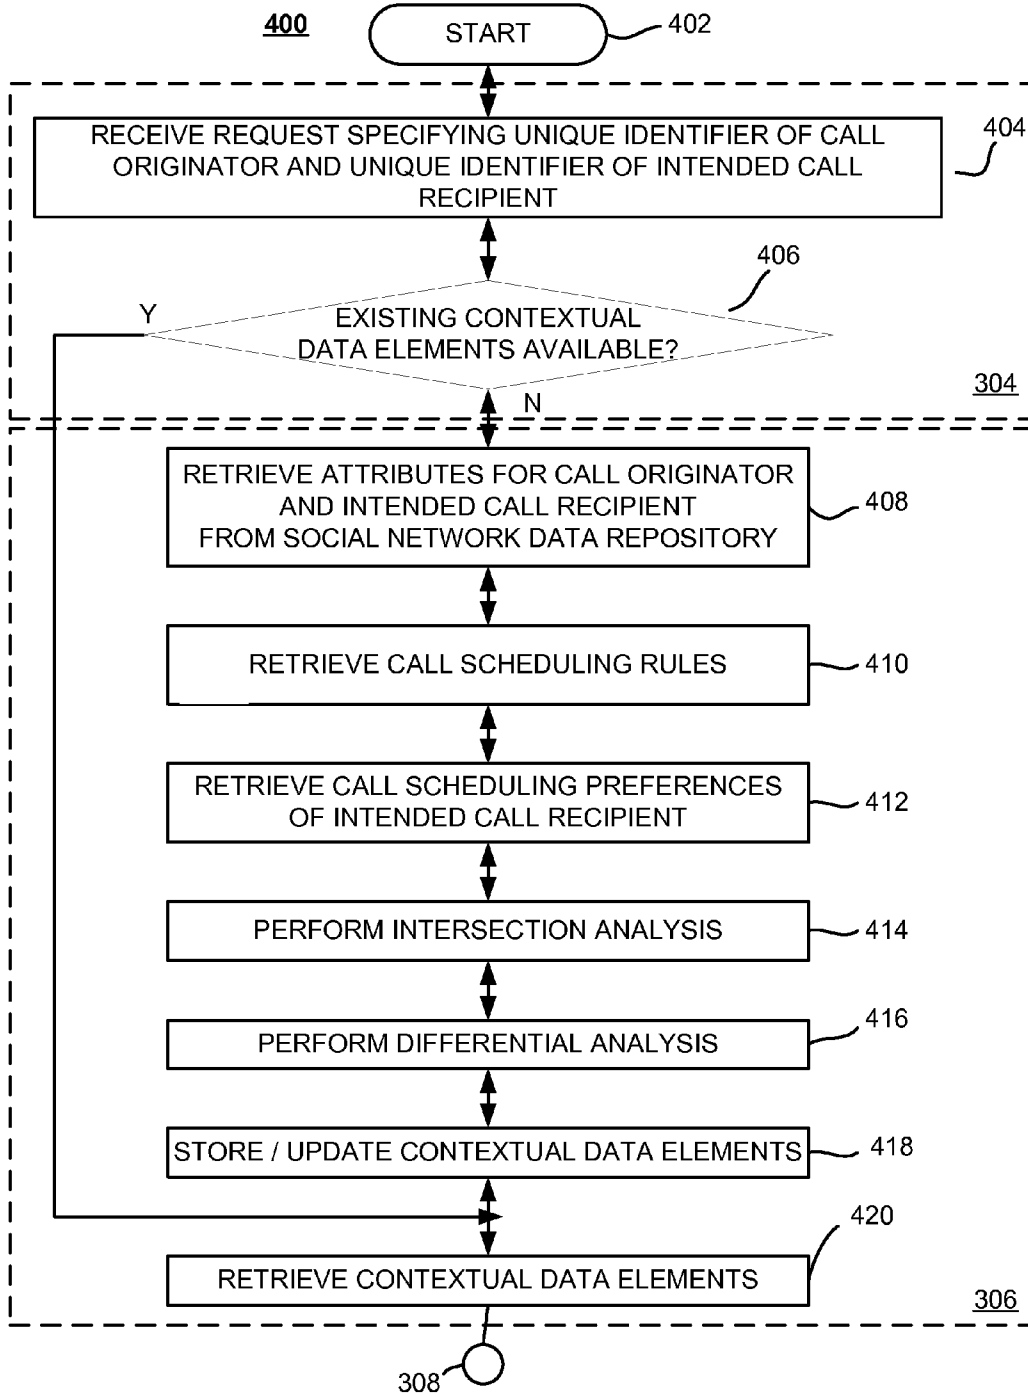 400
START
402
RECEIVE REQUEST SPECIFYING UNIQUE IDENTIFIER OF CALL
ORIGINATOR AND UNIQUE IDENTIFIER OF INTENDED CALL
RECIPIENT
404
406
Y
EXISTING CONTEXTUAL
DATA ELEMENTS AVAILABLE?
304
N
RETRIEVE ATTRIBUTES FOR CALL ORIGINATOR
AND INTENDED CALL RECIPIENT
FROM SOCIAL NETWORK DATA REPOSITORY
408
RETRIEVE CALL SCHEDULING RULES
410
RETRIEVE CALL SCHEDULING PREFERENCES
OF INTENDED CALL RECIPIENT
412
PERFORM INTERSECTION ANALYSIS
414
PERFORM DIFFERENTIAL ANALYSIS
416
STORE / UPDATE CONTEXTUAL DATA ELEMENTS
418
420
RETRIEVE CONTEXTUAL DATA ELEMENTS
306
308